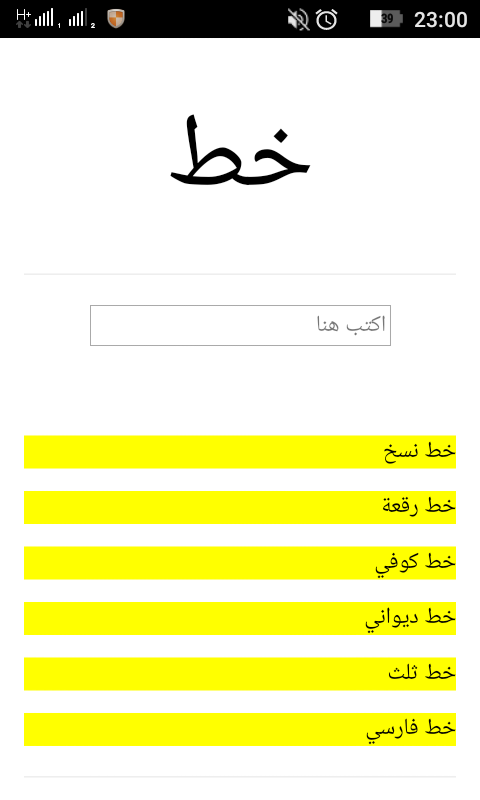 H+ 1 2 39 23:00
خط
اكتب هنا
خط نسخ
خط رقعة
خط كوفي
خط ديواني
خط ثلث
خط فارسي